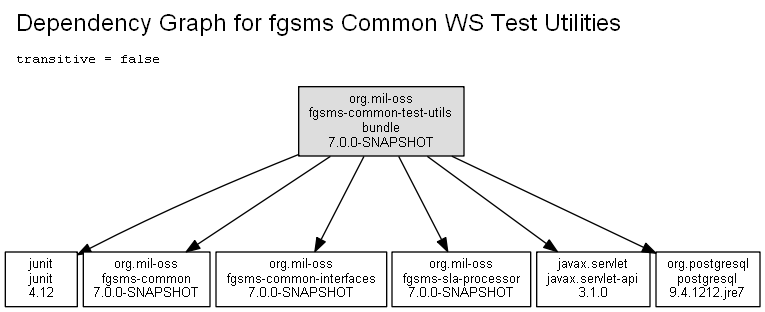 Dependency Graph for fgsms Common WS Test Utilities
transitive = false
org.mil-oss
fgsms-common-test-utils
bundle
7.0.0-SNAPSHOT
junit
junit
4.12
org.mil-oss
fgsms-common
7.0.0-SNAPSHOT
org.mil-oss
fgsms-common-interfaces
7.0.0-SNAPSHOT
org.mil-oss
fgsms-sla-processor
7.0.0-SNAPSHOT
javax.servlet
javax.servlet-api
3.1.0
org.postgresql
postgresql
9.4.1212.jre7